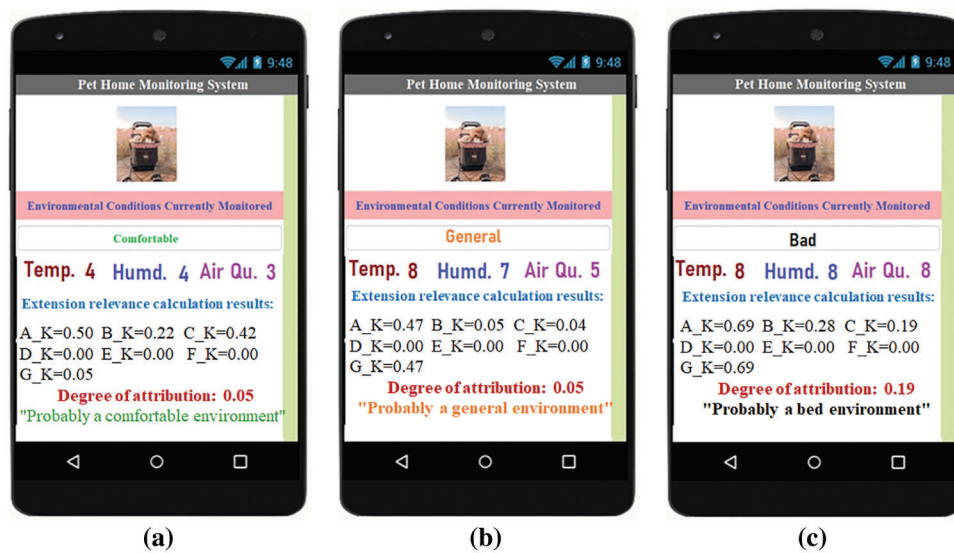 9:48
Pet Home Monitoring System
Environmental Conditions Currently Monitored
Comfortable
Temp. 4 Humd. 4 Air Qu. 3
Extension relevance calculation results:
A_K=0.50 B_K=0.22 C_K=0.42
D_K=0.00 E_K=0.00 F_K=0.00
G_K=0.05
Degree of attribution: 0.05
"Probably a comfortable environment"
(a)
9:48
Pet Home Monitoring System
Environmental Conditions Currently Monitored
General
Temp. 8 Humd. 7 Air Qu. 5
Extension relevance calculation results:
A_K=0.47 B_K=0.05 C_K=0.04
D_K=0.00 E_K=0.00 F_K=0.00
G_K=0.47
Degree of attribution: 0.05
"Probably a general environment"
(b)
9:48
Pet Home Monitoring System
Environmental Conditions Currently Monitored
Bad
Temp. 8 Humd. 8 Air Qu. 8
Extension relevance calculation results:
A_K=0.69 B_K=0.28 C_K=0.19
D_K=0.00 E_K=0.00 F_K=0.00
G_K=0.69
Degree of attribution: 0.19
"Probably a bed environment"
(c)